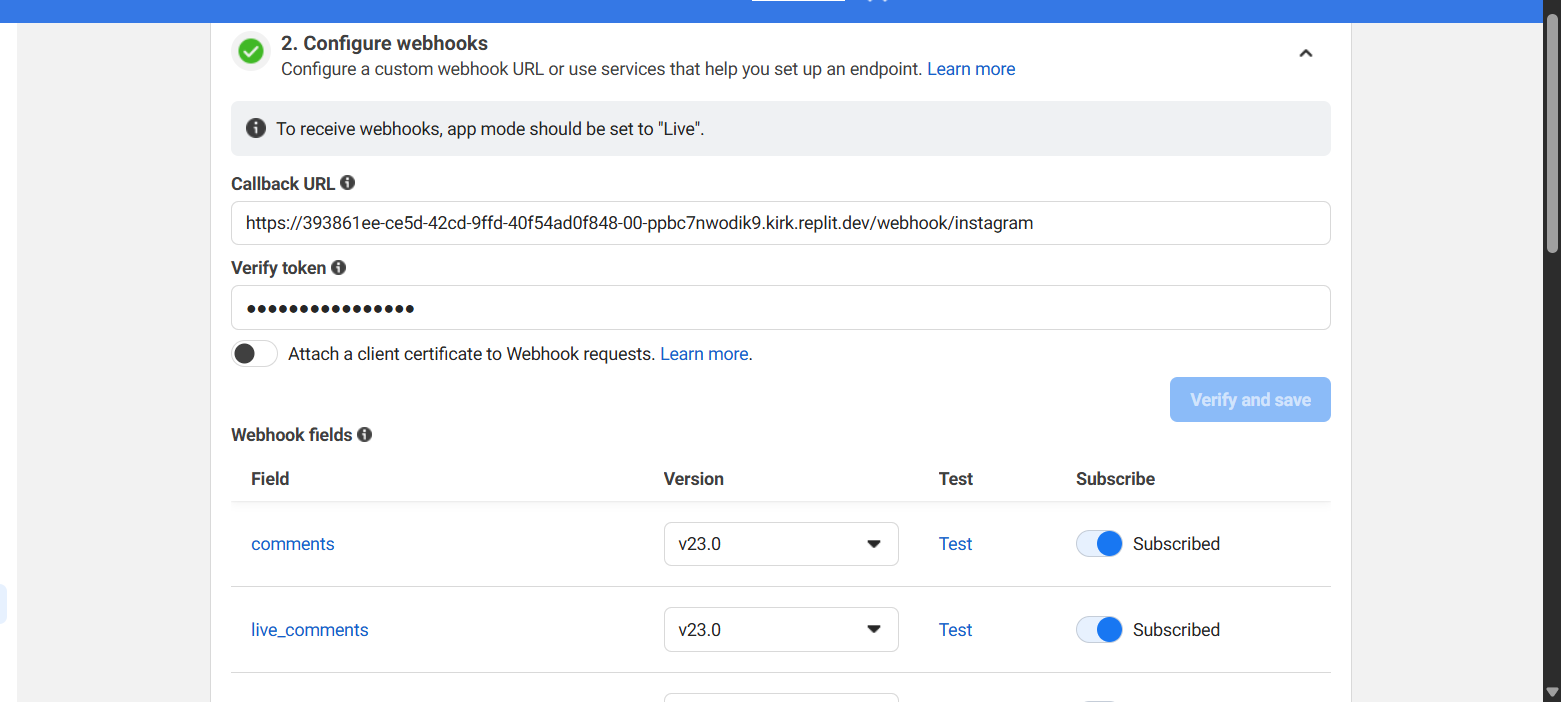 2. Configure webhooks
Configure a custom webhook URL or use services that help you set up an endpoint. Learn more
To receive webhooks, app mode should be set to "Live".
Callback URL
https://393861ee-ce5d-42cd-9ffd-40f54ad0f848-00-ppbc7nwodik9.kirk.replit.dev/webhook/instagram
Verify token
••••••••••••••••
Attach a client certificate to Webhook requests. Learn more.
Verify and save
Webhook fields
Field Version Test Subscribe
comments v23.0 Test Subscribed
live_comments v23.0 Test Subscribed